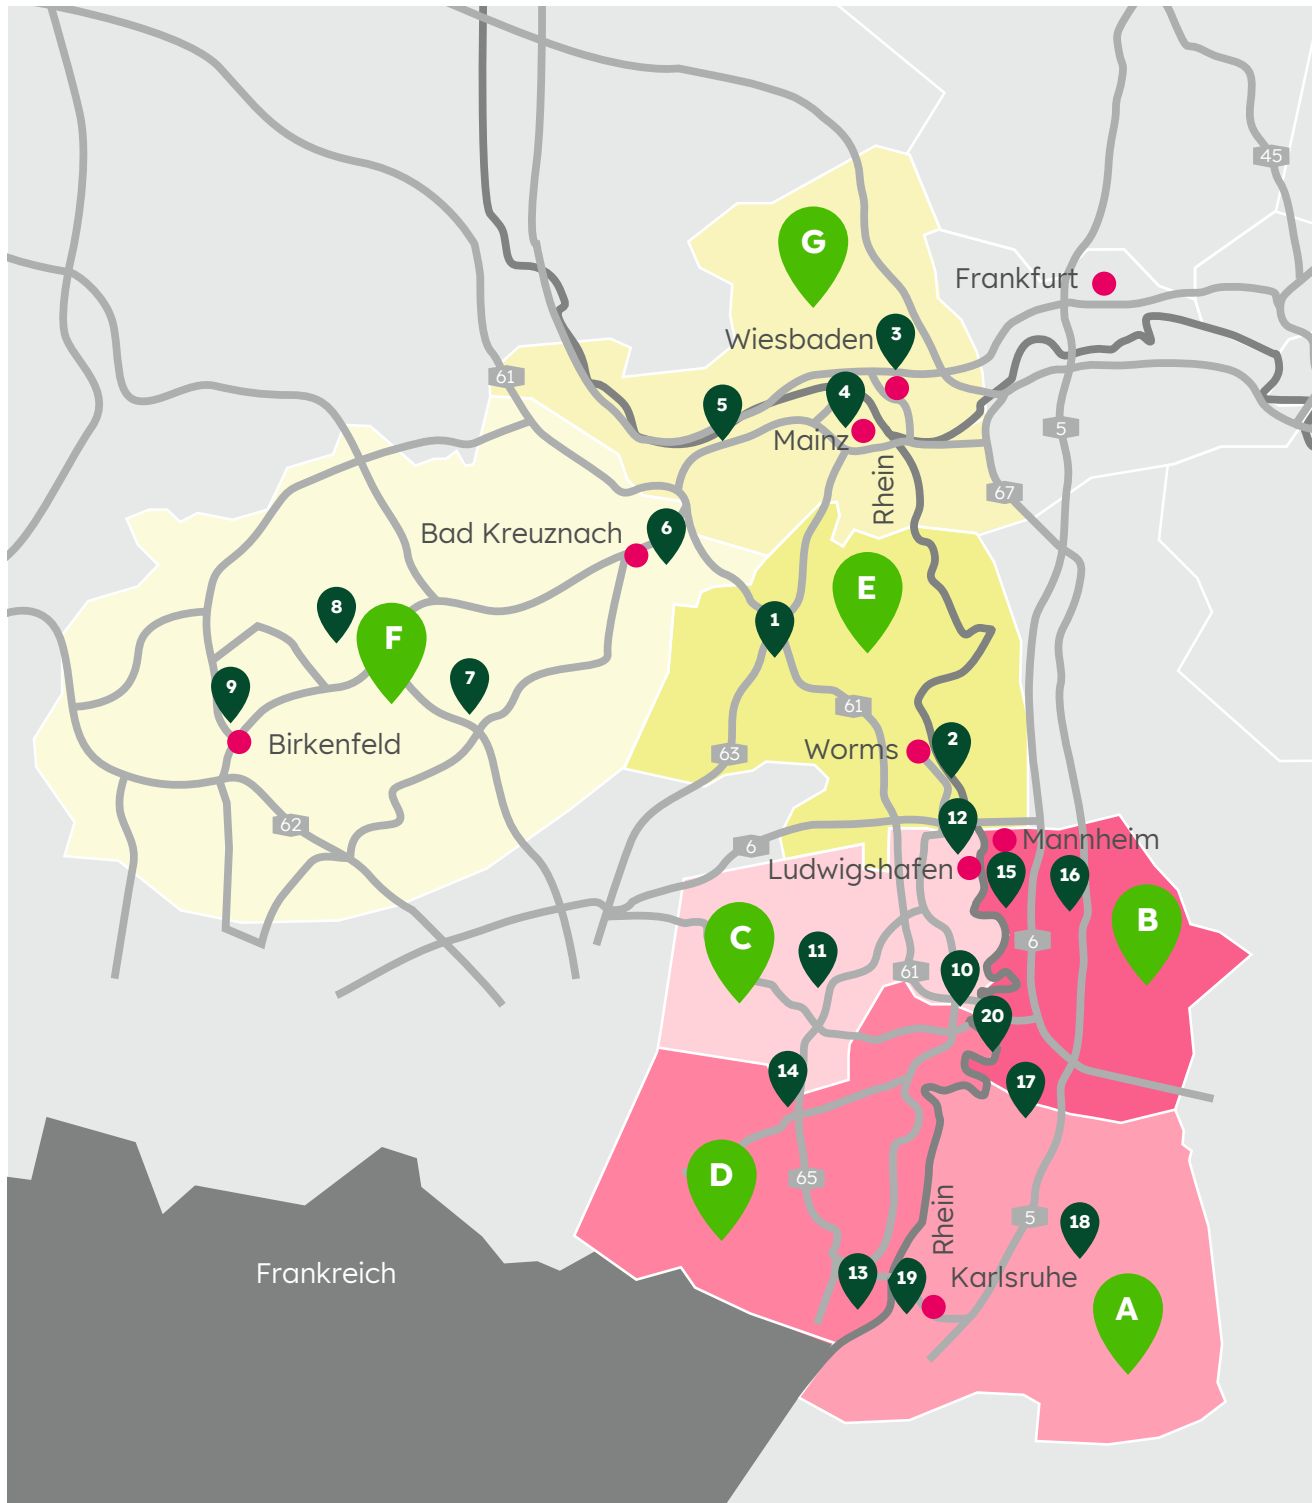 45
G
Frankfurt
3
Wiesbaden
61
4
5
5
Mainz
Rhein
67
6
Bad Kreuznach
E
8
1
F
7
9
61
Birkenfeld
63
Worms
2
62
12
6
Mannheim
Ludwigshafen
15
16
B
C
6
11
61
10
20
14
17
D
65
Rhein
5
18
13
19
Karlsruhe
Frankreich
A